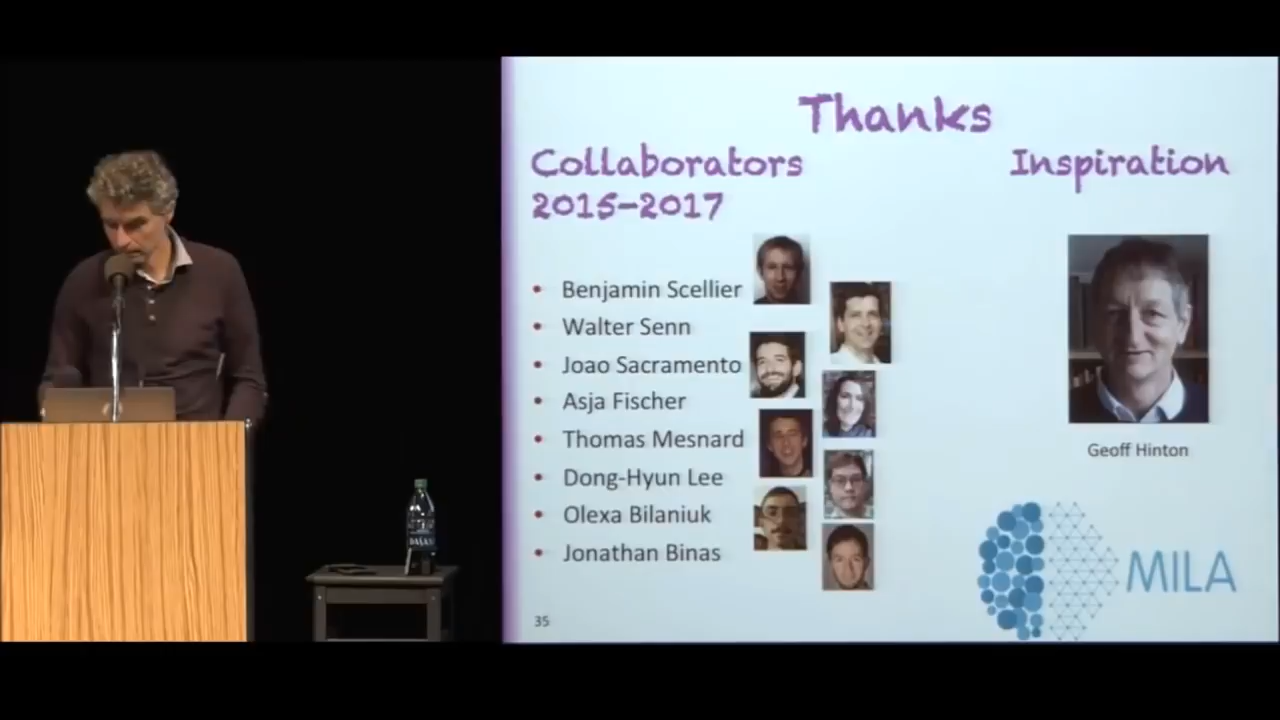 Thanks
Collaborators
2015-2017
Inspiration
• Benjamin Scellier
• Walter Senn
• Joao Sacramento
• Asja Fischer
• Thomas Mesnard
• Dong-Hyun Lee
• Olexa Bilaniuk
• Jonathan Binas
Geoff Hinton
MILA
35
DASANI